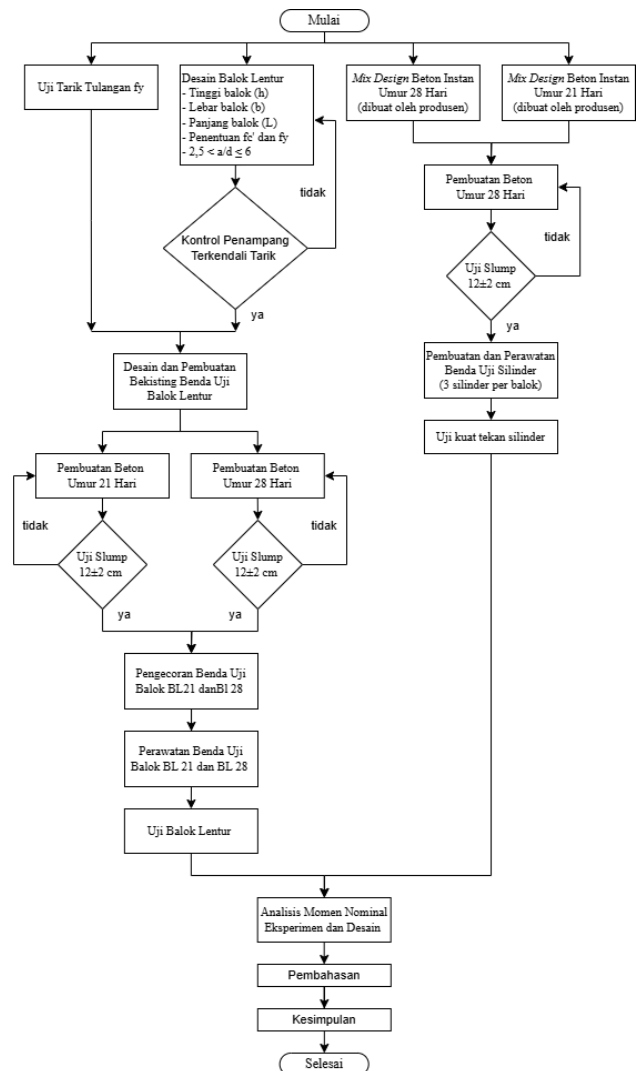 Mulai
Uji Tarik Tulangan fy
Desain Balok Lentur
- Tinggi balok (h)
- Lebar balok (b)
- Panjang balok (L)
- Penentuan fc' dan fy
- 2,5 < a/d ≤ 6
Mix Design Beton Instan
Umur 28 Hari
(dibuat oleh produsen)
Mix Design Beton Instan
Umur 21 Hari
(dibuat oleh produsen)
tidak
Kontrol Penampang
Terkendali Tarik
ya
Pembuatan Beton
Umur 28 Hari
tidak
Uji Slump
12±2 cm
ya
Pembuatan dan Perawatan
Benda Uji Silinder
(3 silinder per balok)
Uji kuat tekan silinder
Desain dan Pembuatan
Bekisting Benda Uji
Balok Lentur
Pembuatan Beton
Umur 21 Hari
Pembuatan Beton
Umur 28 Hari
tidak
tidak
Uji Slump
12±2 cm
Uji Slump
12±2 cm
ya
ya
Pengecoran Benda Uji
Balok BL21 danBl 28
Perawatan Benda Uji
Balok BL 21 dan BL 28
Uji Balok Lentur
Analisis Momen Nominal
Eksperimen dan Desain
Pembahasan
Kesimpulan
Selesai